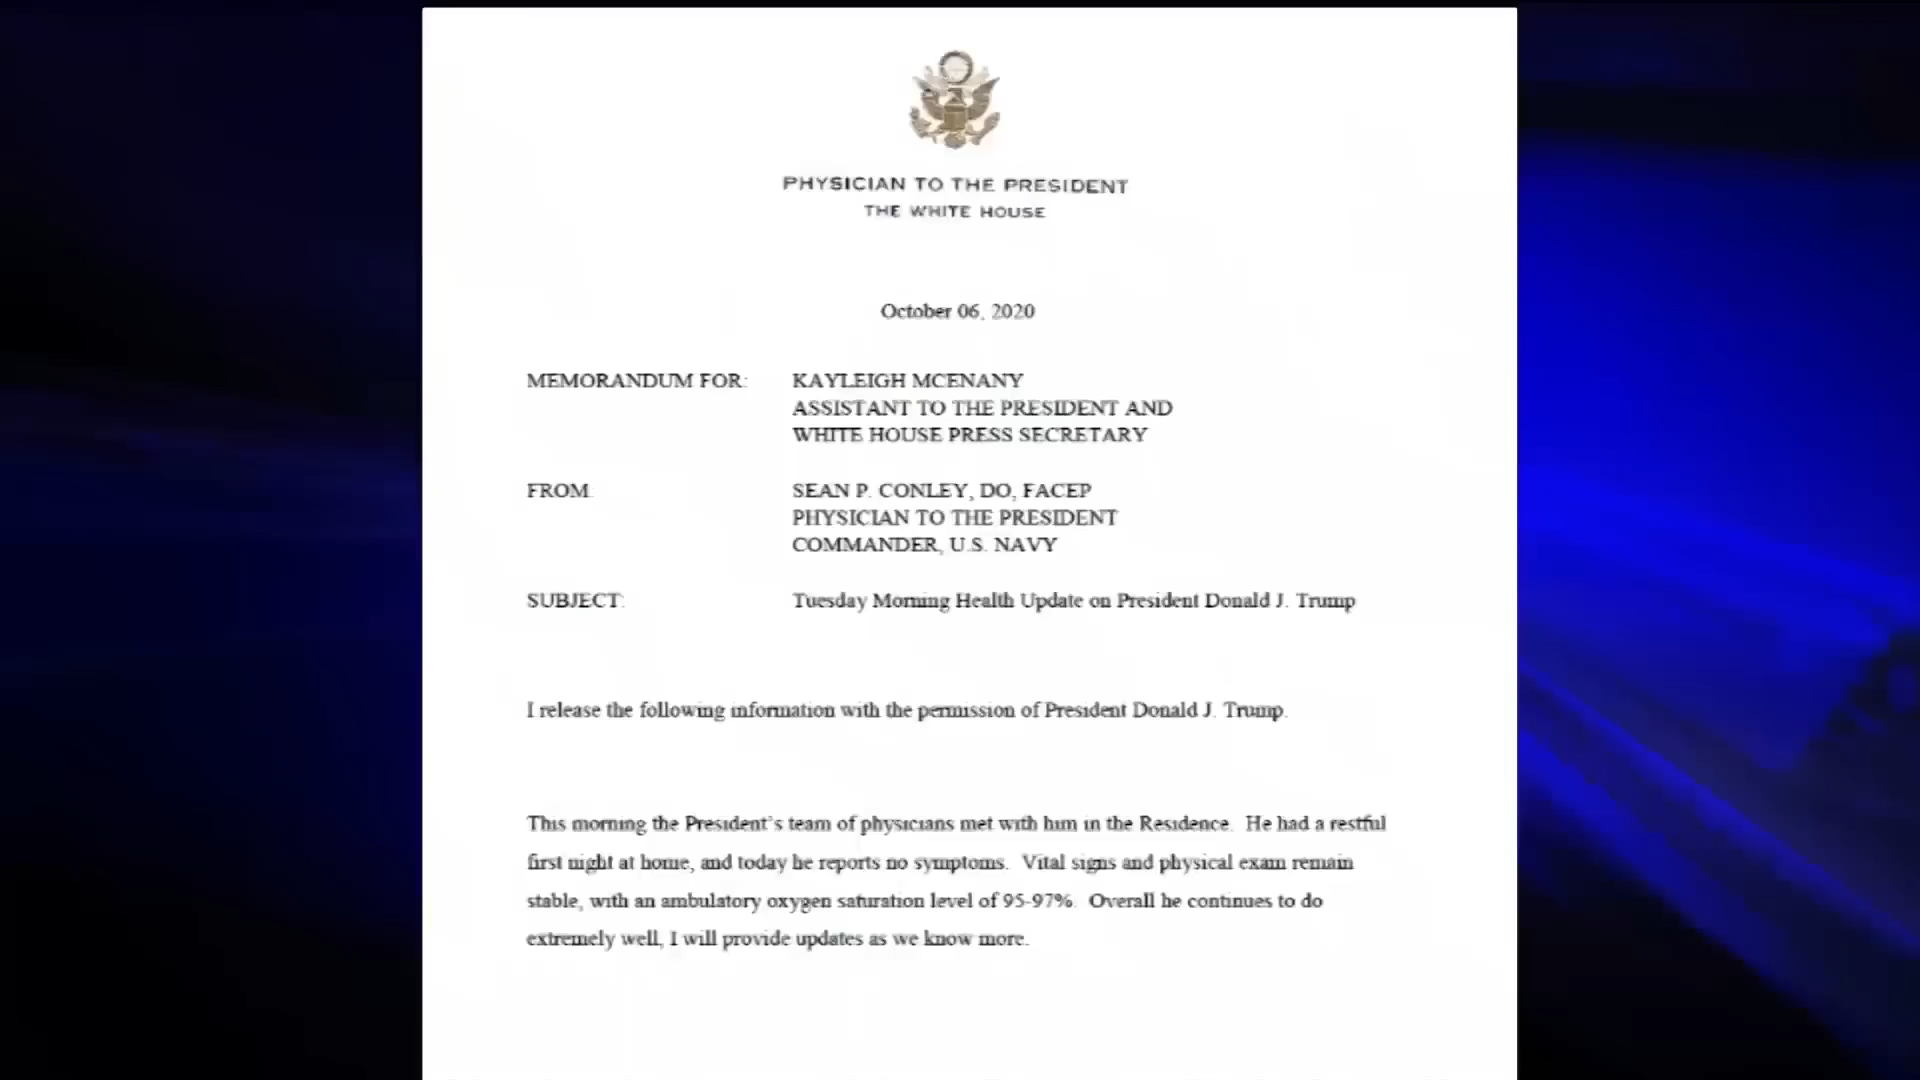 PHYSICIAN TO THE PRESIDENT
THE WHITE HOUSE
October 06, 2020
MEMORANDUM FOR: KAYLEIGH MCENANY
ASSISTANT TO THE PRESIDENT AND
WHITE HOUSE PRESS SECRETARY
FROM: SEAN P. CONLEY, DO, FACEP
PHYSICIAN TO THE PRESIDENT
COMMANDER, U.S. NAVY
SUBJECT: Tuesday Morning Health Update on President Donald J. Trump
I release the following information with the permission of President Donald J. Trump.
This morning the President's team of physicians met with him in the Residence. He had a restful
first night at home, and today he reports no symptoms. Vital signs and physical exam remain
stable, with an ambulatory oxygen saturation level of 95-97%. Overall he continues to do
extremely well, I will provide updates as we know more.